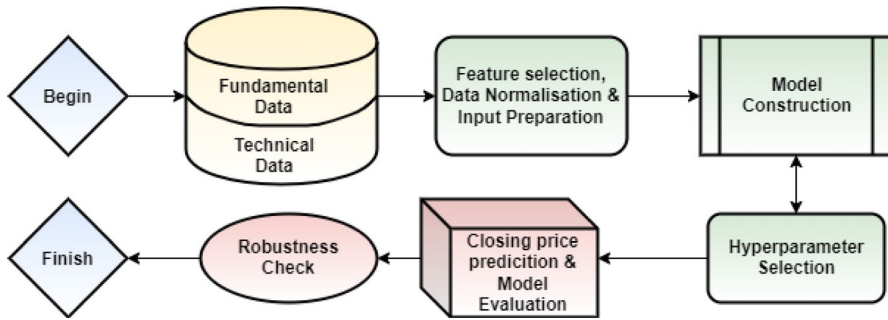 Begin
Fundamental
Data
Technical
Data
Feature selection,
Data Normalisation &
Input Preparation
Model
Construction
Hyperparameter
Selection
Closing price
predicition &
Model
Evaluation
Robustness
Check
Finish